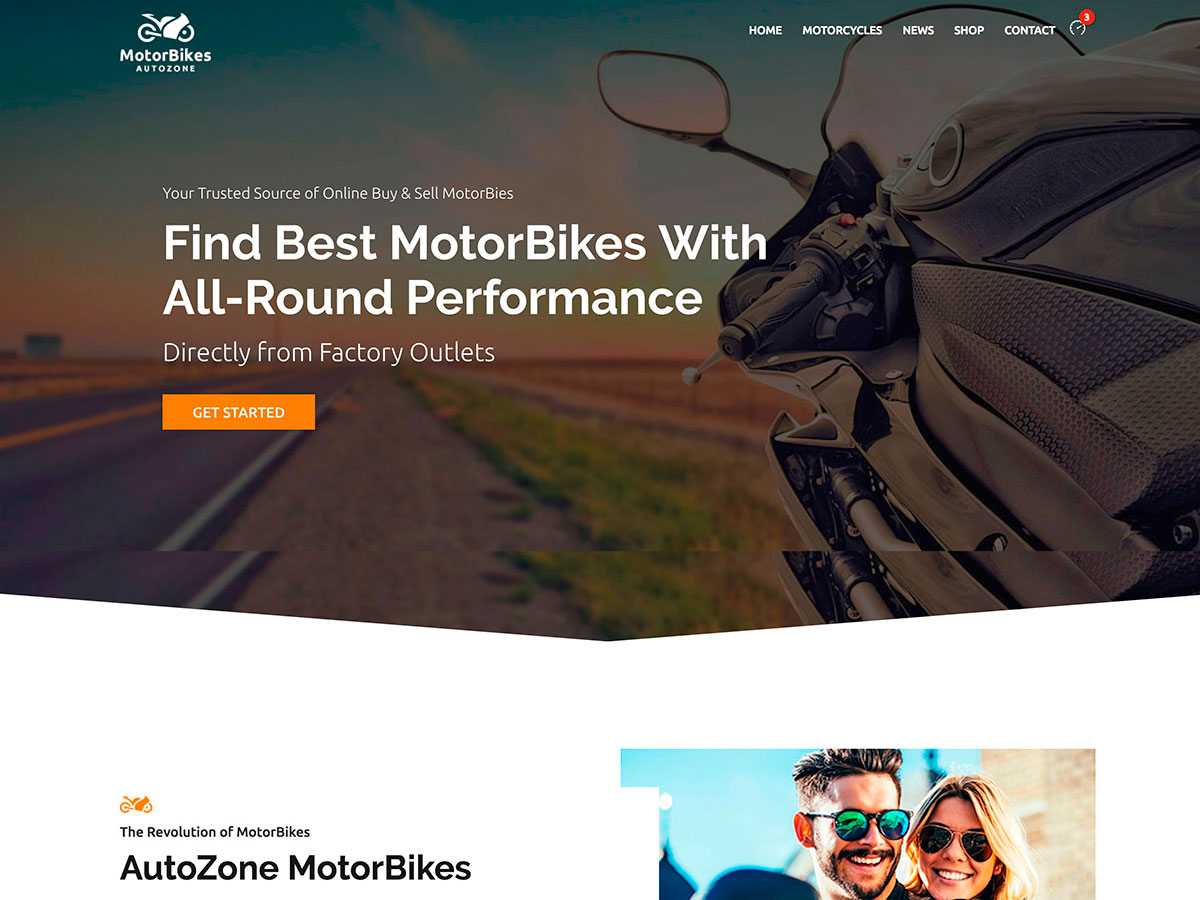 MotorBikes
AUTOZONE
HOME MOTORCYCLES NEWS SHOP CONTACT 3
Your Trusted Source of Online Buy & Sell MotorBies
Find Best MotorBikes With
All-Round Performance
Directly from Factory Outlets
GET STARTED
The Revolution of MotorBikes
AutoZone MotorBikes